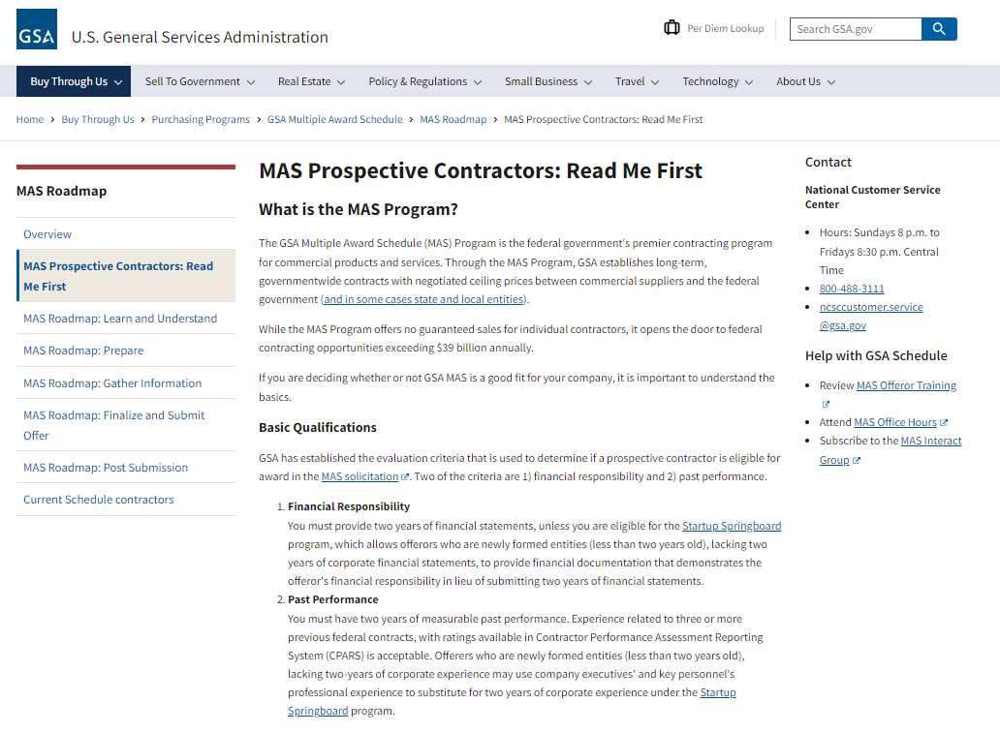 GSA
U.S. General Services Administration
Per Diem Lookup
Search GSA.gov
Buy Through Us
Sell To Government
Real Estate
Policy & Regulations
Small Business
Travel
Technology
About Us
Home > Buy Through Us > Purchasing Programs > GSA Multiple Award Schedule > MAS Roadmap > MAS Prospective Contractors: Read Me First
MAS Roadmap
Overview
MAS Prospective Contractors: Read
Me First
MAS Roadmap: Learn and Understand
MAS Roadmap: Prepare
MAS Roadmap: Gather Information
MAS Roadmap: Finalize and Submit
Offer
MAS Roadmap: Post Submission
Current Schedule contractors
MAS Prospective Contractors: Read Me First
What is the MAS Program?
The GSA Multiple Award Schedule (MAS) Program is the federal government's premier contracting program
for commercial products and services. Through the MAS Program, GSA establishes long-term,
governmentwide contracts with negotiated ceiling prices between commercial suppliers and the federal
government (and in some cases state and local entities).
While the MAS Program offers no guaranteed sales for individual contractors, it opens the door to federal
contracting opportunities exceeding $39 billion annually.
If you are deciding whether or not GSA MAS is a good fit for your company, it is important to understand the
basics.
Basic Qualifications
GSA has established the evaluation criteria that is used to determine if a prospective contractor is eligible for
award in the MAS solicitation. Two of the criteria are 1) financial responsibility and 2) past performance.
1. Financial Responsibility
You must provide two years of financial statements, unless you are eligible for the Startup Springboard
program, which allows offerors who are newly formed entities (less than two years old), lacking two
years of corporate financial statements, to provide financial documentation that demonstrates the
offeror's financial responsibility in lieu of submitting two years of financial statements.
2. Past Performance
You must have two years of measurable past performance. Experience related to three or more
previous federal contracts, with ratings available in Contractor Performance Assessment Reporting
System (CPARS) is acceptable. Offerers who are newly formed entities (less than two years old),
lacking two-years of corporate experience may use company executives' and key personnel's
professional experience to substitute for two years of corporate experience under the Startup
Springboard program.
Contact
National Customer Service
Center
• Hours: Sundays 8 p.m. to
Fridays 8:30 p.m. Central
Time
• 800-488-3111
• ncsccustomer.service
@gsa.gov
Help with GSA Schedule
• Review MAS Offeror Training
• Attend MAS Office Hours
• Subscribe to the MAS Interact
Group